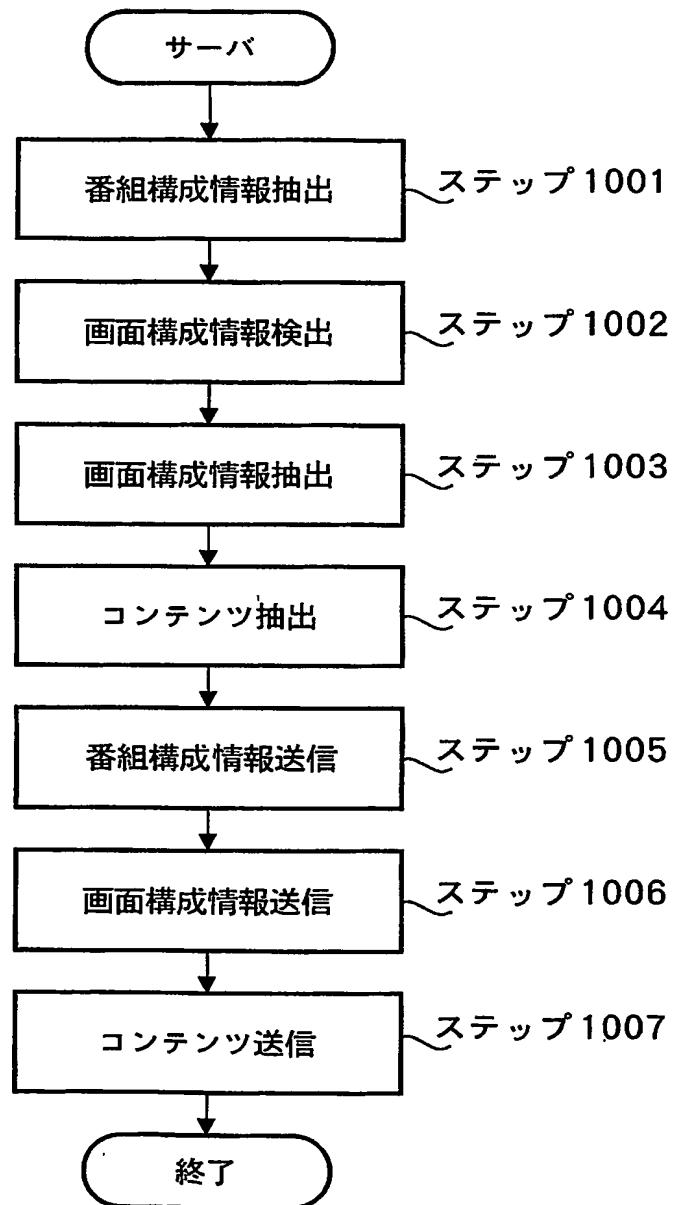 サーバ
番組構成情報抽出
ステップ1001
画面構成情報検出
ステップ1002
画面構成情報抽出
ステップ1003
コンテンツ抽出
ステップ1004
番組構成情報送信
ステップ1005
画面構成情報送信
ステップ1006
コンテンツ送信
ステップ1007
終了